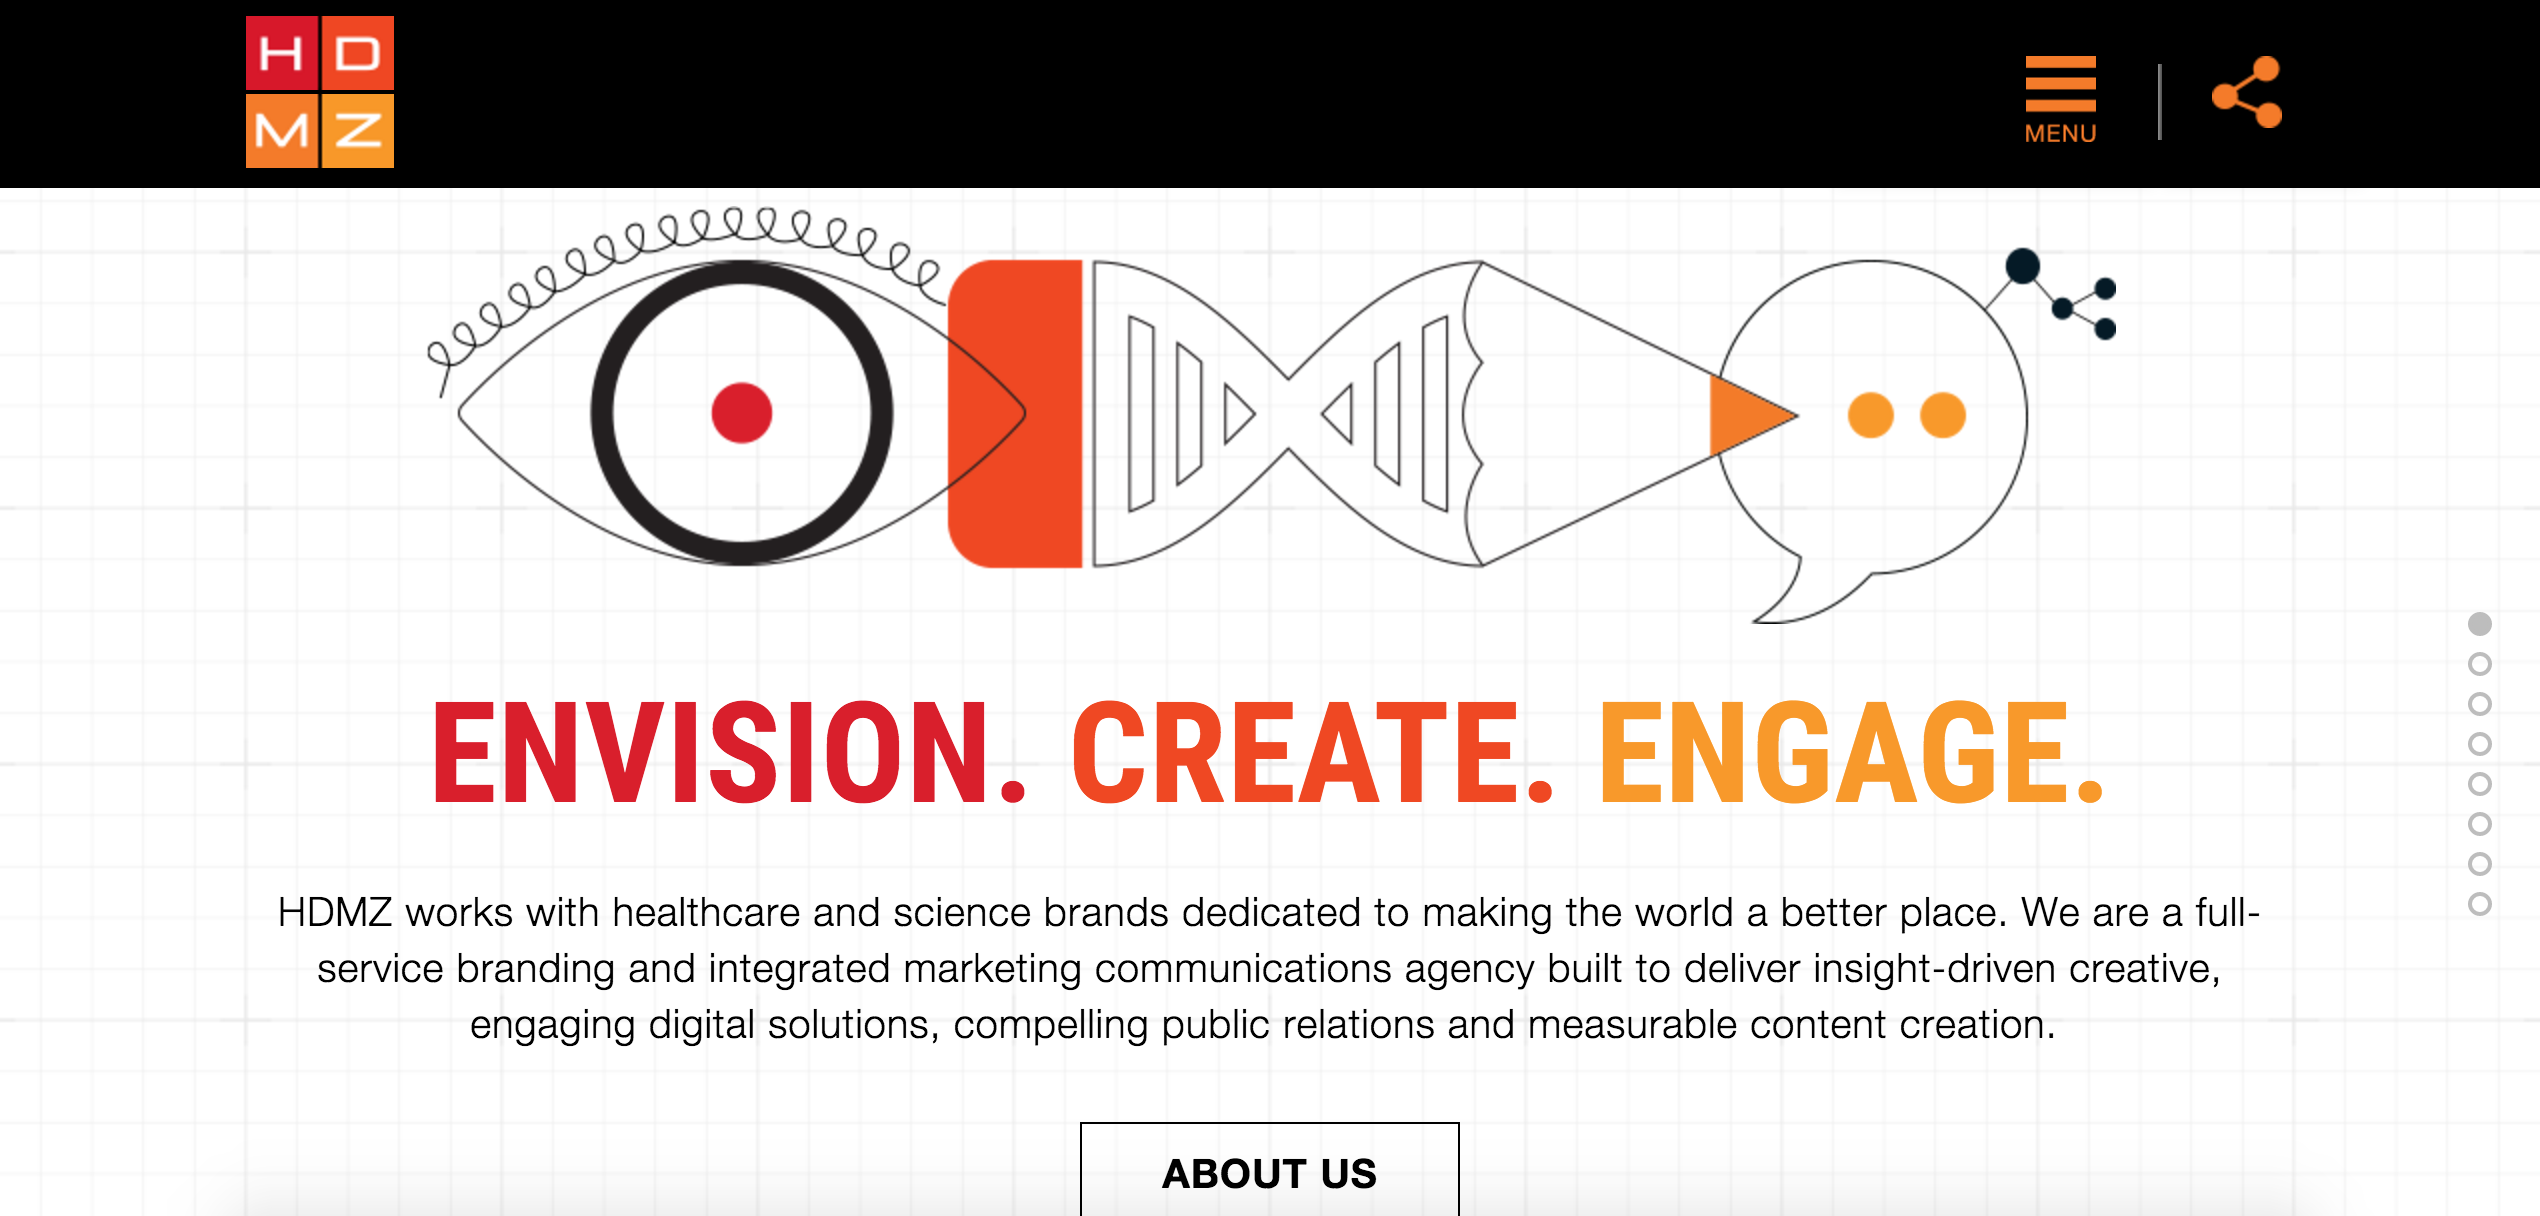 HD
MZ
MENU
ENVISION. CREATE. ENGAGE.
HDMZ works with healthcare and science brands dedicated to making the world a better place. We are a full-
service branding and integrated marketing communications agency built to deliver insight-driven creative,
engaging digital solutions, compelling public relations and measurable content creation.
ABOUT US